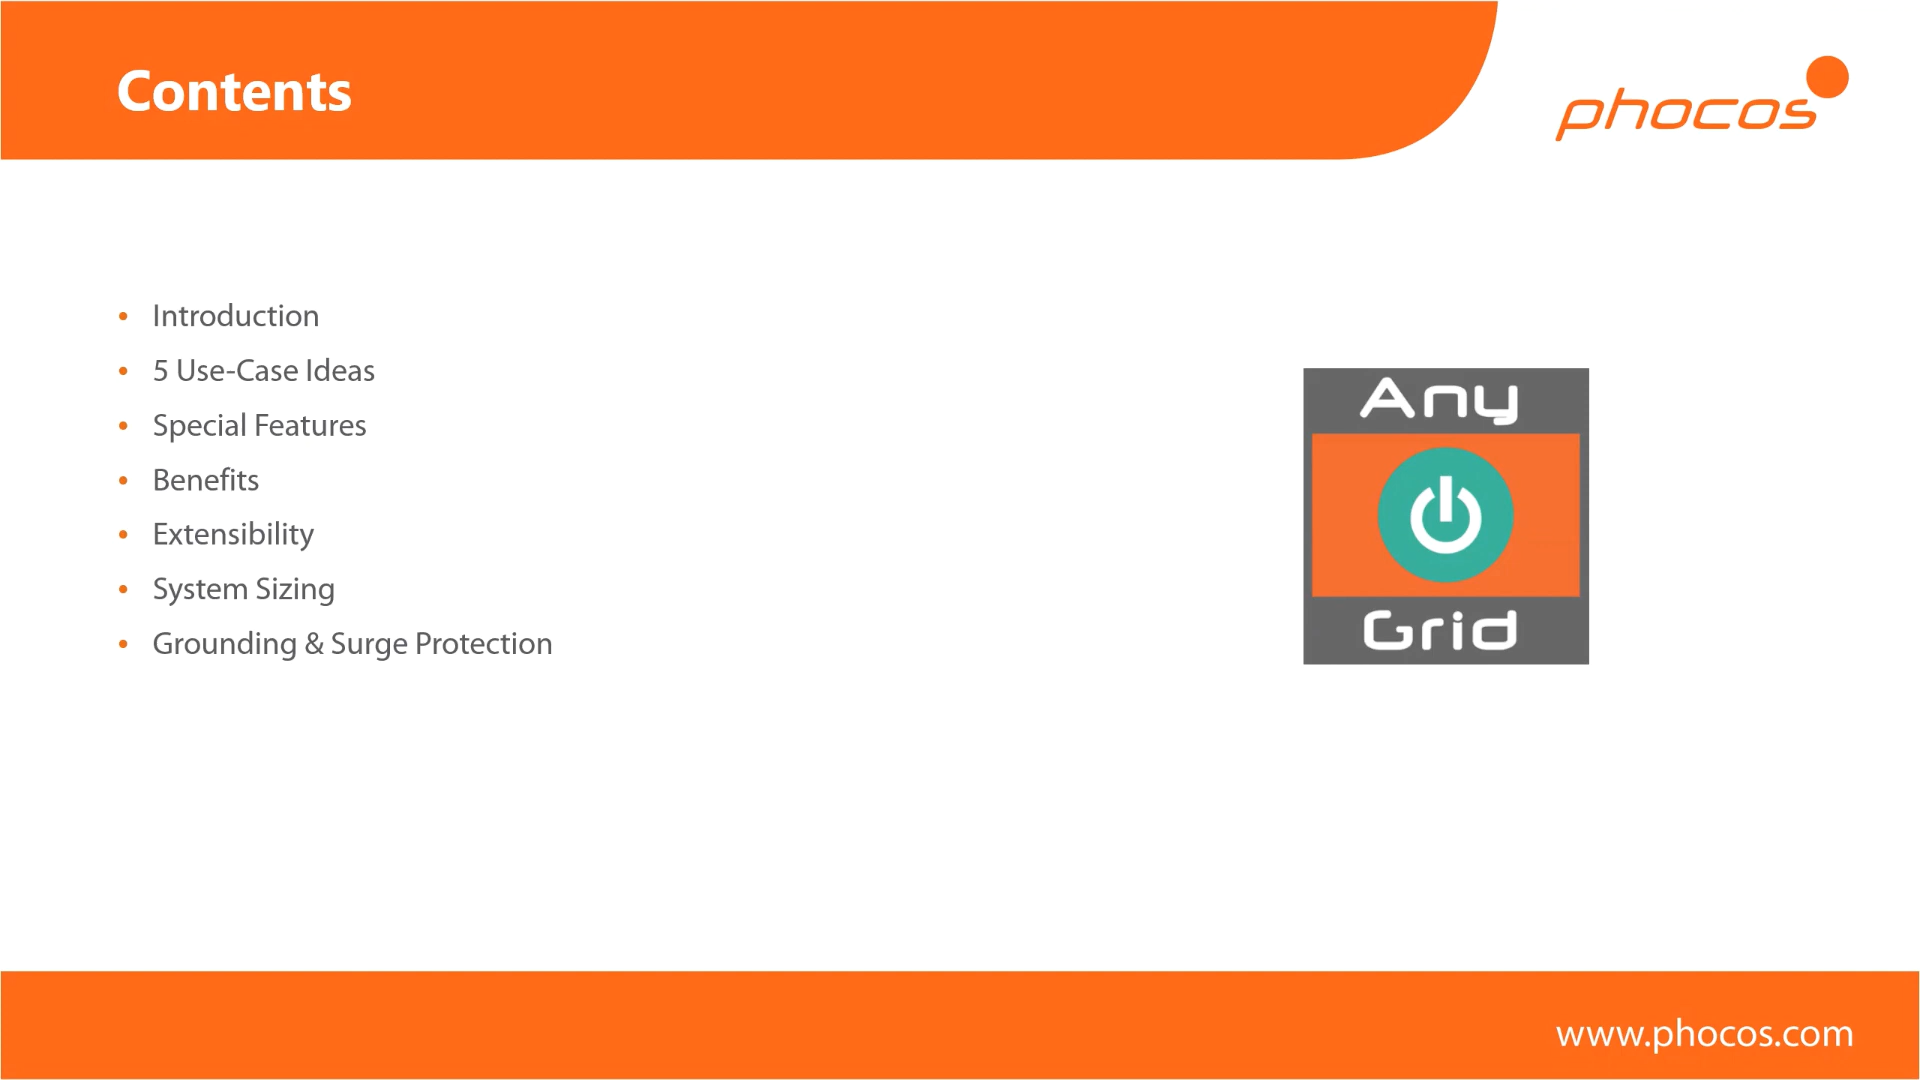 Contents
phocos
• Introduction
• 5 Use-Case Ideas
• Special Features
• Benefits
• Extensibility
• System Sizing
• Grounding & Surge Protection
Any
Grid
www.phocos.com